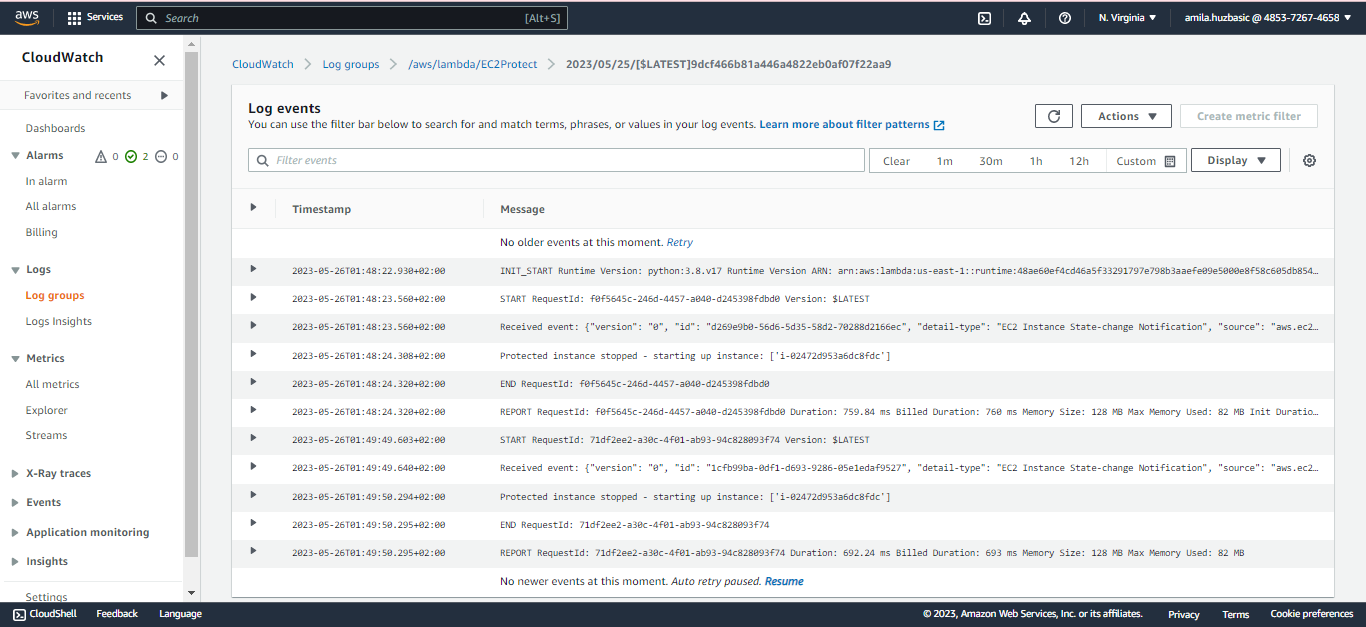 aws Services Search [Alt+S] N. Virginia amila.huzbasic @ 4853-7267-4658
CloudWatch
Favorites and recents
Dashboards
Alarms 0 2 0
In alarm
All alarms
Billing
Logs
Log groups
Logs Insights
Metrics
All metrics
Explorer
Streams
X-Ray traces
Events
Application monitoring
Insights
Settings
CloudWatch Log groups /aws/lambda/EC2Protect 2023/05/25/[$LATEST]9dcf466b81a446a4822eb0af07f22aa9
Log events
You can use the filter bar below to search for and match terms, phrases, or values in your log events. Learn more about filter patterns
Actions Create metric filter
Filter events Clear 1m 30m 1h 12h Custom Display
Timestamp Message
No older events at this moment. Retry
2023-05-26T01:48:22.930+02:00 INIT_START Runtime Version: python:3.8.v17 Runtime Version ARN: arn:aws:lambda:us-east-1::runtime:48ae60ef4cd46a5f33291797e798b3aaefe09e5000e8f58c605db854…
2023-05-26T01:48:23.560+02:00 START RequestId: f0f5645c-246d-4457-a040-d245398fdbd0 Version: $LATEST
2023-05-26T01:48:23.560+02:00 Received event: {"version": "0", "id": "d269e9b0-56d6-5d35-58d2-70288d2166ec", "detail-type": "EC2 Instance State-change Notification", "source": "aws.ec2…
2023-05-26T01:48:24.308+02:00 Protected instance stopped - starting up instance: ['i-02472d953a6dc8fdc']
2023-05-26T01:48:24.320+02:00 END RequestId: f0f5645c-246d-4457-a040-d245398fdbd0
2023-05-26T01:48:24.320+02:00 REPORT RequestId: f0f5645c-246d-4457-a040-d245398fdbd0 Duration: 759.84 ms Billed Duration: 760 ms Memory Size: 128 MB Max Memory Used: 82 MB Init Duratio…
2023-05-26T01:49:49.603+02:00 START RequestId: 71df2ee2-a30c-4f01-ab93-94c828093f74 Version: $LATEST
2023-05-26T01:49:49.640+02:00 Received event: {"version": "0", "id": "1cfb99ba-0df1-d693-9286-05e1edaf9527", "detail-type": "EC2 Instance State-change Notification", "source": "aws.ec2…
2023-05-26T01:49:50.294+02:00 Protected instance stopped - starting up instance: ['i-02472d953a6dc8fdc']
2023-05-26T01:49:50.295+02:00 END RequestId: 71df2ee2-a30c-4f01-ab93-94c828093f74
2023-05-26T01:49:50.295+02:00 REPORT RequestId: 71df2ee2-a30c-4f01-ab93-94c828093f74 Duration: 692.24 ms Billed Duration: 693 ms Memory Size: 128 MB Max Memory Used: 82 MB
No newer events at this moment. Auto retry paused. Resume
CloudShell Feedback Language © 2023, Amazon Web Services, Inc. or its affiliates. Privacy Terms Cookie preferences